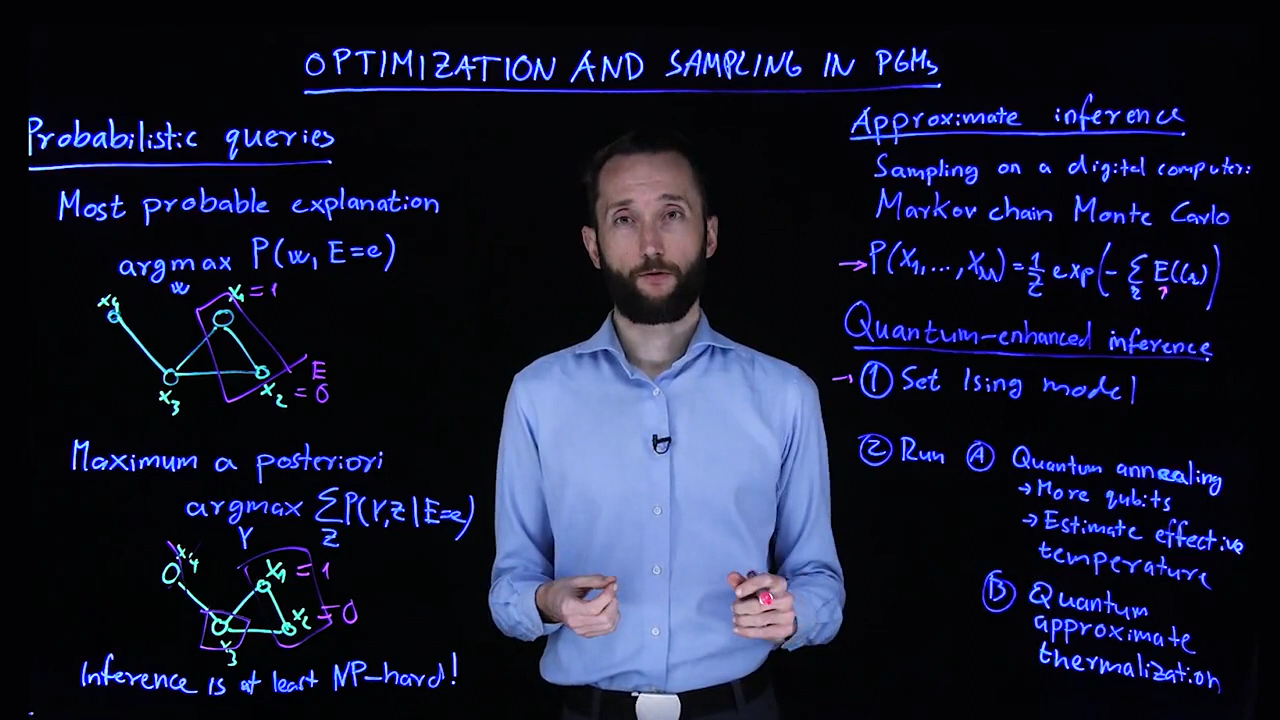 OPTIMIZATION AND SAMPLING IN PGMs
Probabilistic queries
Most probable explanation
argmax P(w, E=e)
w
x4
x1 = 1
E
x3
x2 = 0
Maximum a posteriori
argmax Σ P(Y,Z|E=e)
Y Z
x4
x1 = 1
x2 = 0
x3
Inference is at least NP-hard!
Approximate inference
Sampling on a digital computer:
Markov chain Monte Carlo
→ P(X1,...,XM) = 1/Z exp(- Σ E(
Quantum-enhanced inference
→ ① Set Ising model
② Run Ⓐ Quantum annealing
→ More qubits
→ Estimate effective
temperature
Ⓑ Quantum
approximate
thermalization